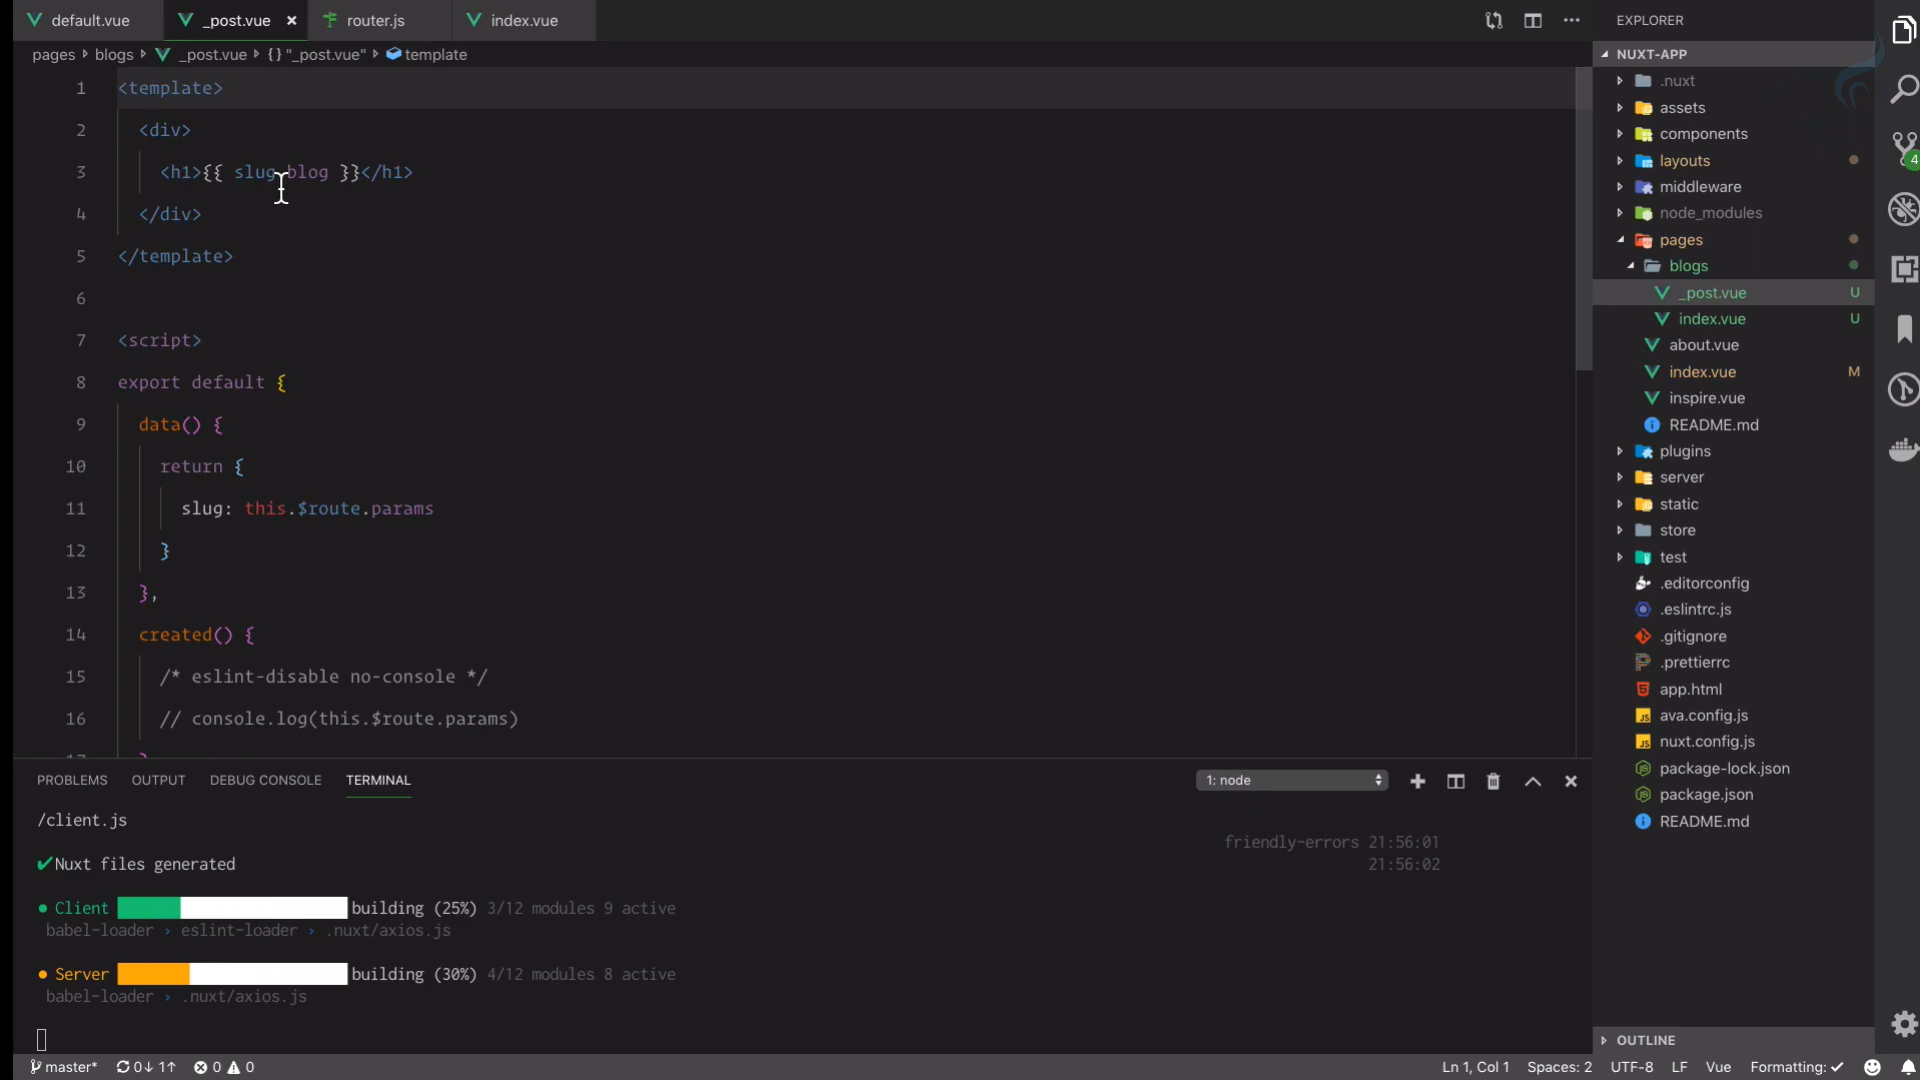 default.vue _post.vue router.js index.vue
pages blogs _post.vue {} "_post.vue" template
1 <template>
2 <div>
3 <h1>{{ slug.blog }}</h1>
4 </div>
5 </template>
6
7 <script>
8 export default {
9 data() {
10 return {
11 slug: this.$route.params
12 }
13 },
14 created() {
15 /* eslint-disable no-console */
16 // console.log(this.$route.params)
17 }
PROBLEMS OUTPUT DEBUG CONSOLE TERMINAL 1: node
/client.js
friendly-errors 21:56:01
✔Nuxt files generated 21:56:02
● Client building (25%) 3/12 modules 9 active
babel-loader › eslint-loader › .nuxt/axios.js
● Server building (30%) 4/12 modules 8 active
babel-loader › .nuxt/axios.js
EXPLORER
NUXT-APP
.nuxt
assets
components
layouts
middleware
node_modules
pages
blogs
_post.vue U
index.vue U
about.vue
index.vue M
inspire.vue
README.md
plugins
server
static
store
test
.editorconfig
.eslintrc.js
.gitignore
.prettierrc
app.html
ava.config.js
nuxt.config.js
package-lock.json
package.json
README.md
OUTLINE
4
master* 0↓ 1↑ 0 0 Ln 1, Col 1 Spaces: 2 UTF-8 LF Vue Formatting: ✓